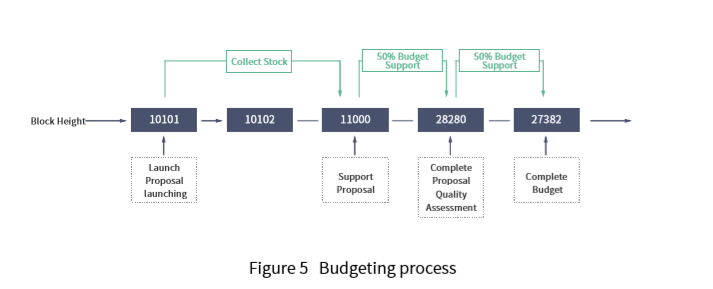 Collect Stock
50% Budget
Support
50% Budget
Support
Block Height
10101
10102
11000
28280
27382
Launch
Proposal
launching
Support
Proposal
Complete
Proposal
Quality
Assessment
Complete
Budget
Figure 5 Budgeting process